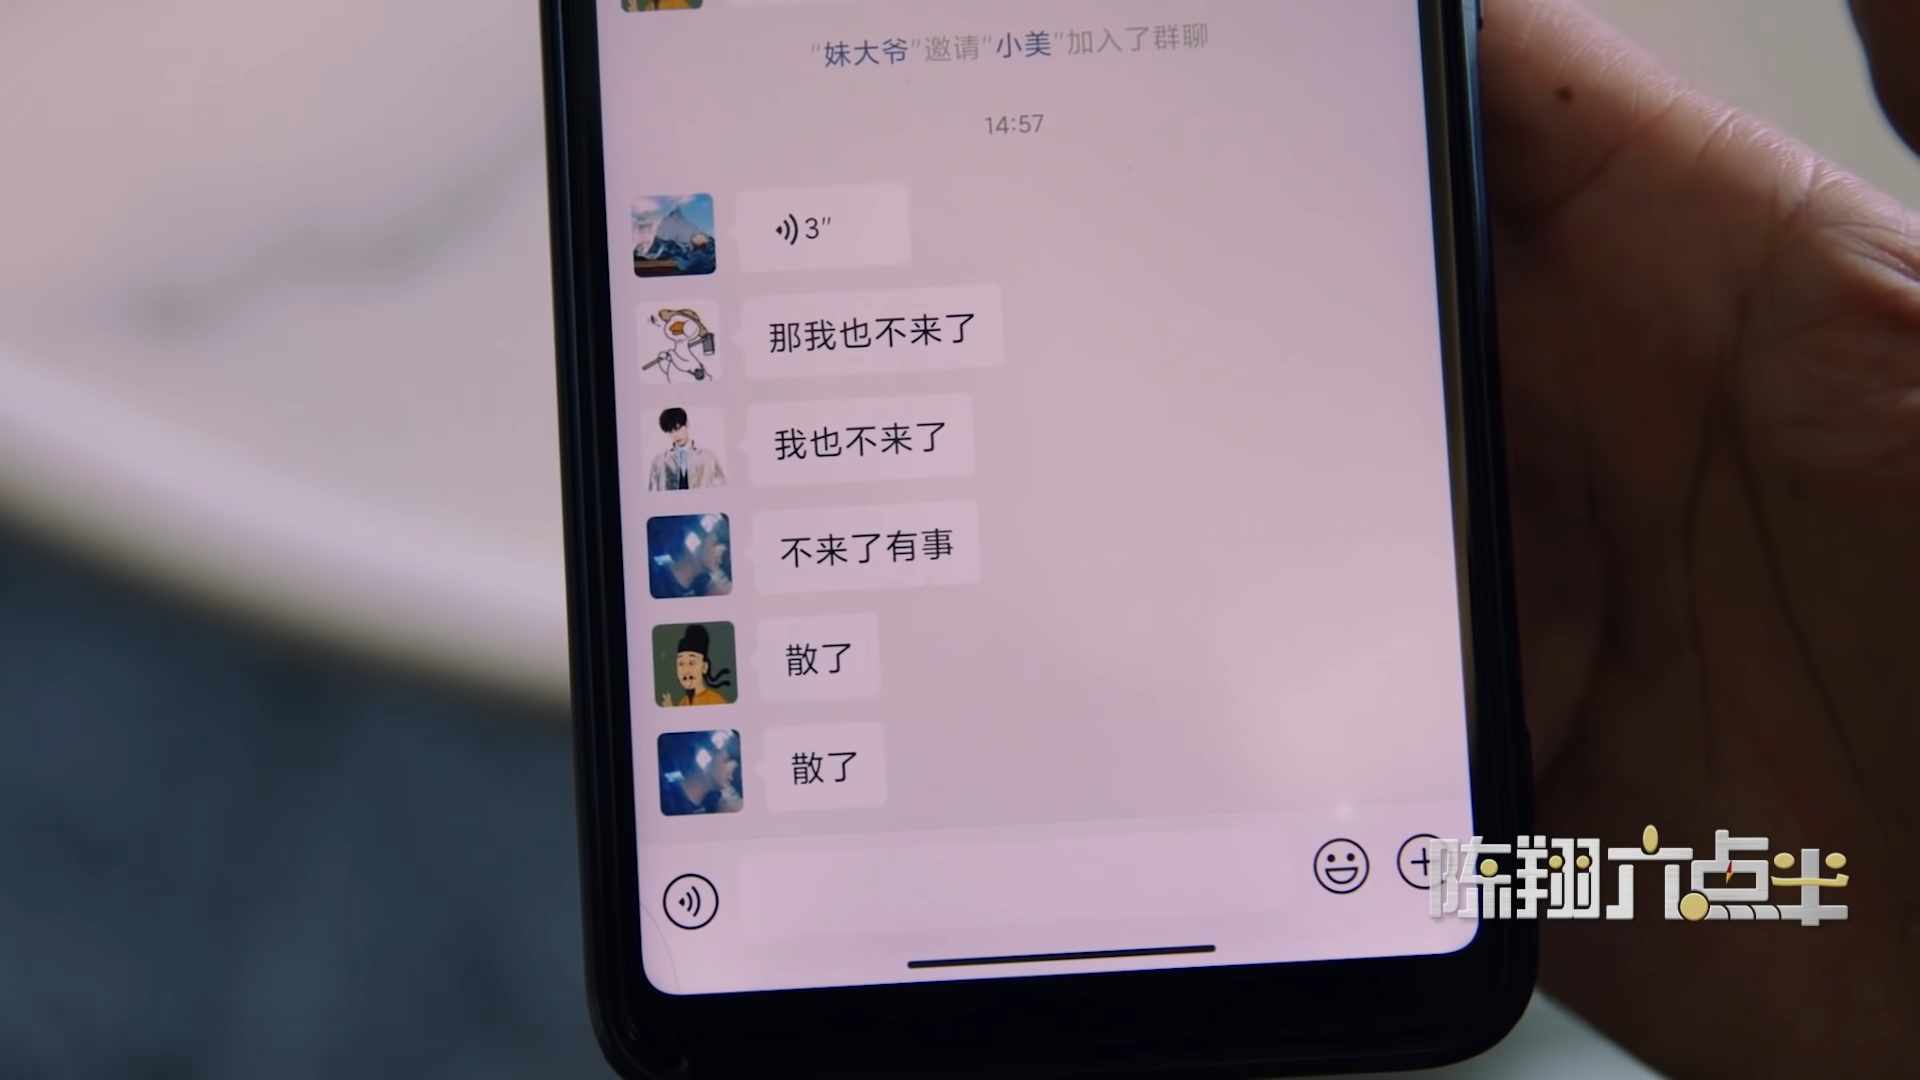 "妹大爷"邀请"小美"加入了群聊
14:57
3"
那我也不来了
我也不来了
不来了有事
散了
散了
陈翔六点半